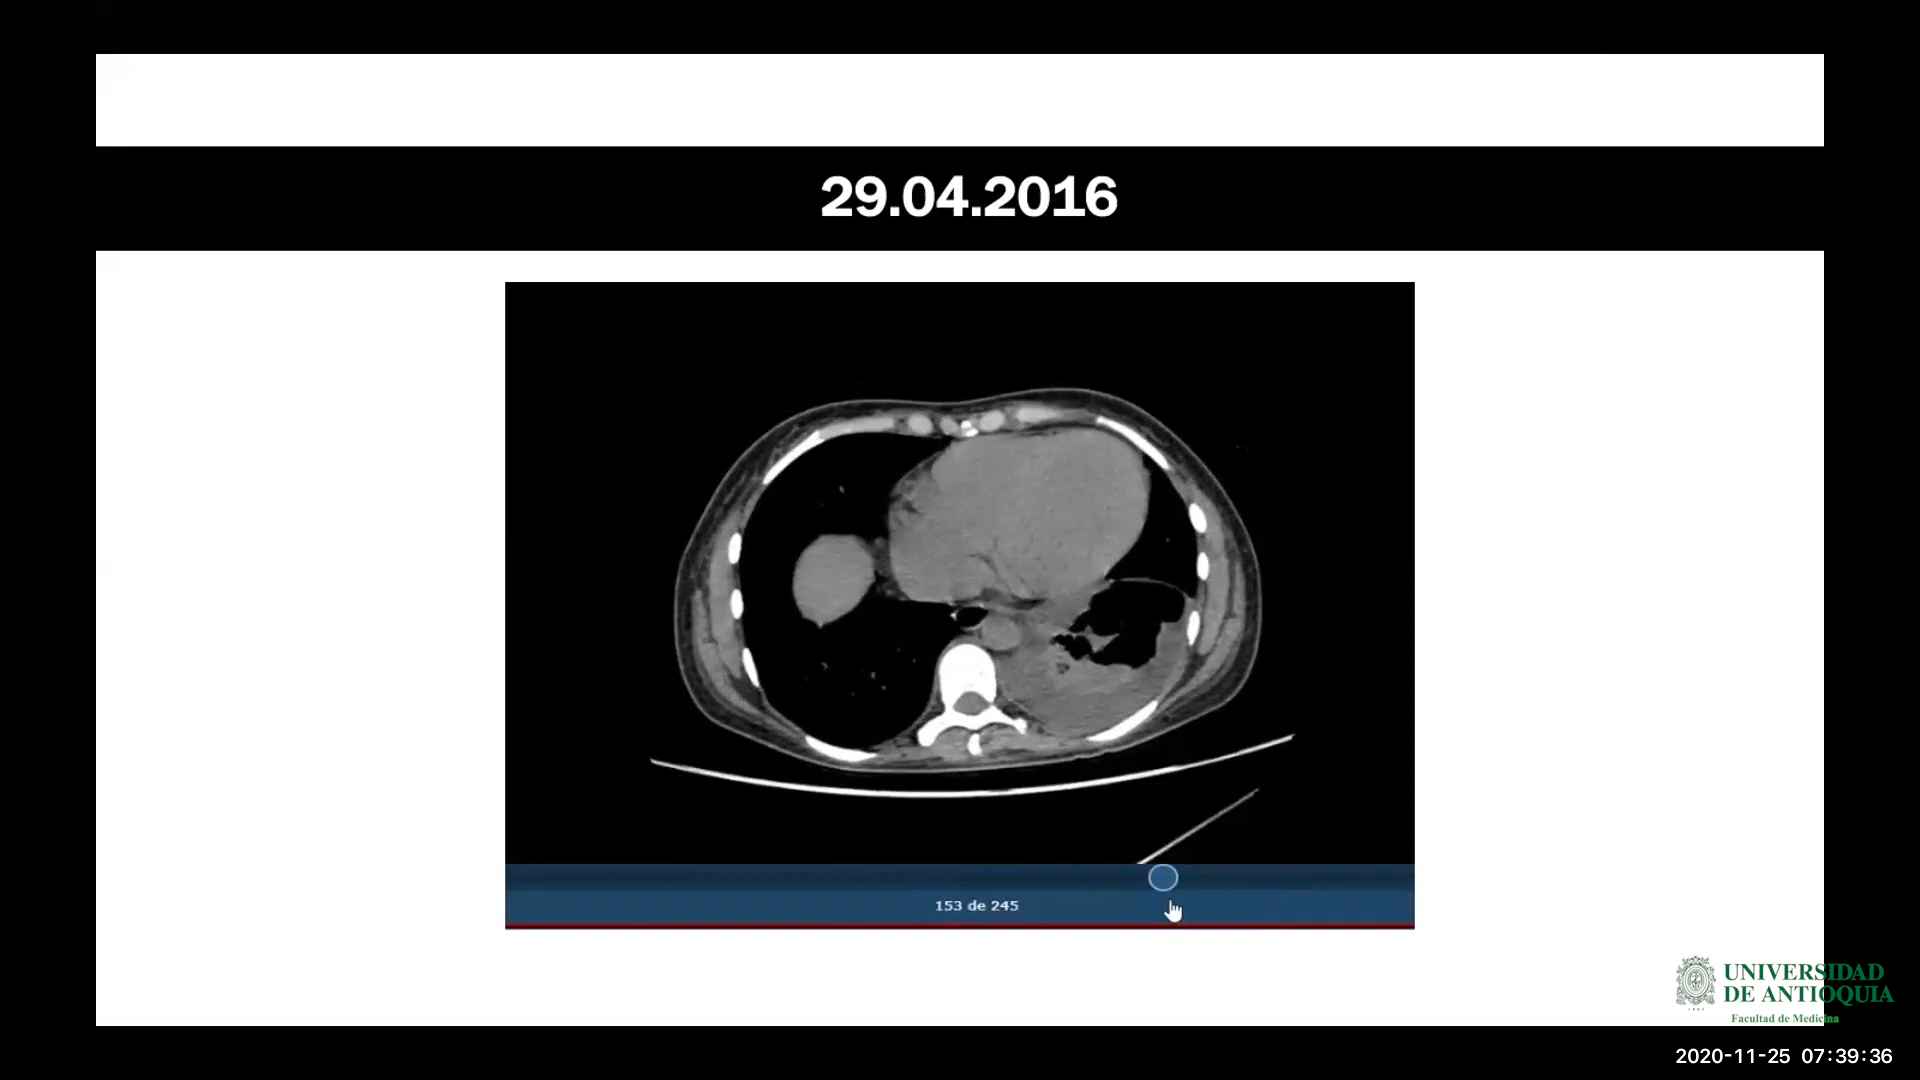 29.04.2016
153 de 245
UNIVERSIDAD
DE ANTIOQUIA
Facultad de Medicina
2020-11-25 07:39:36